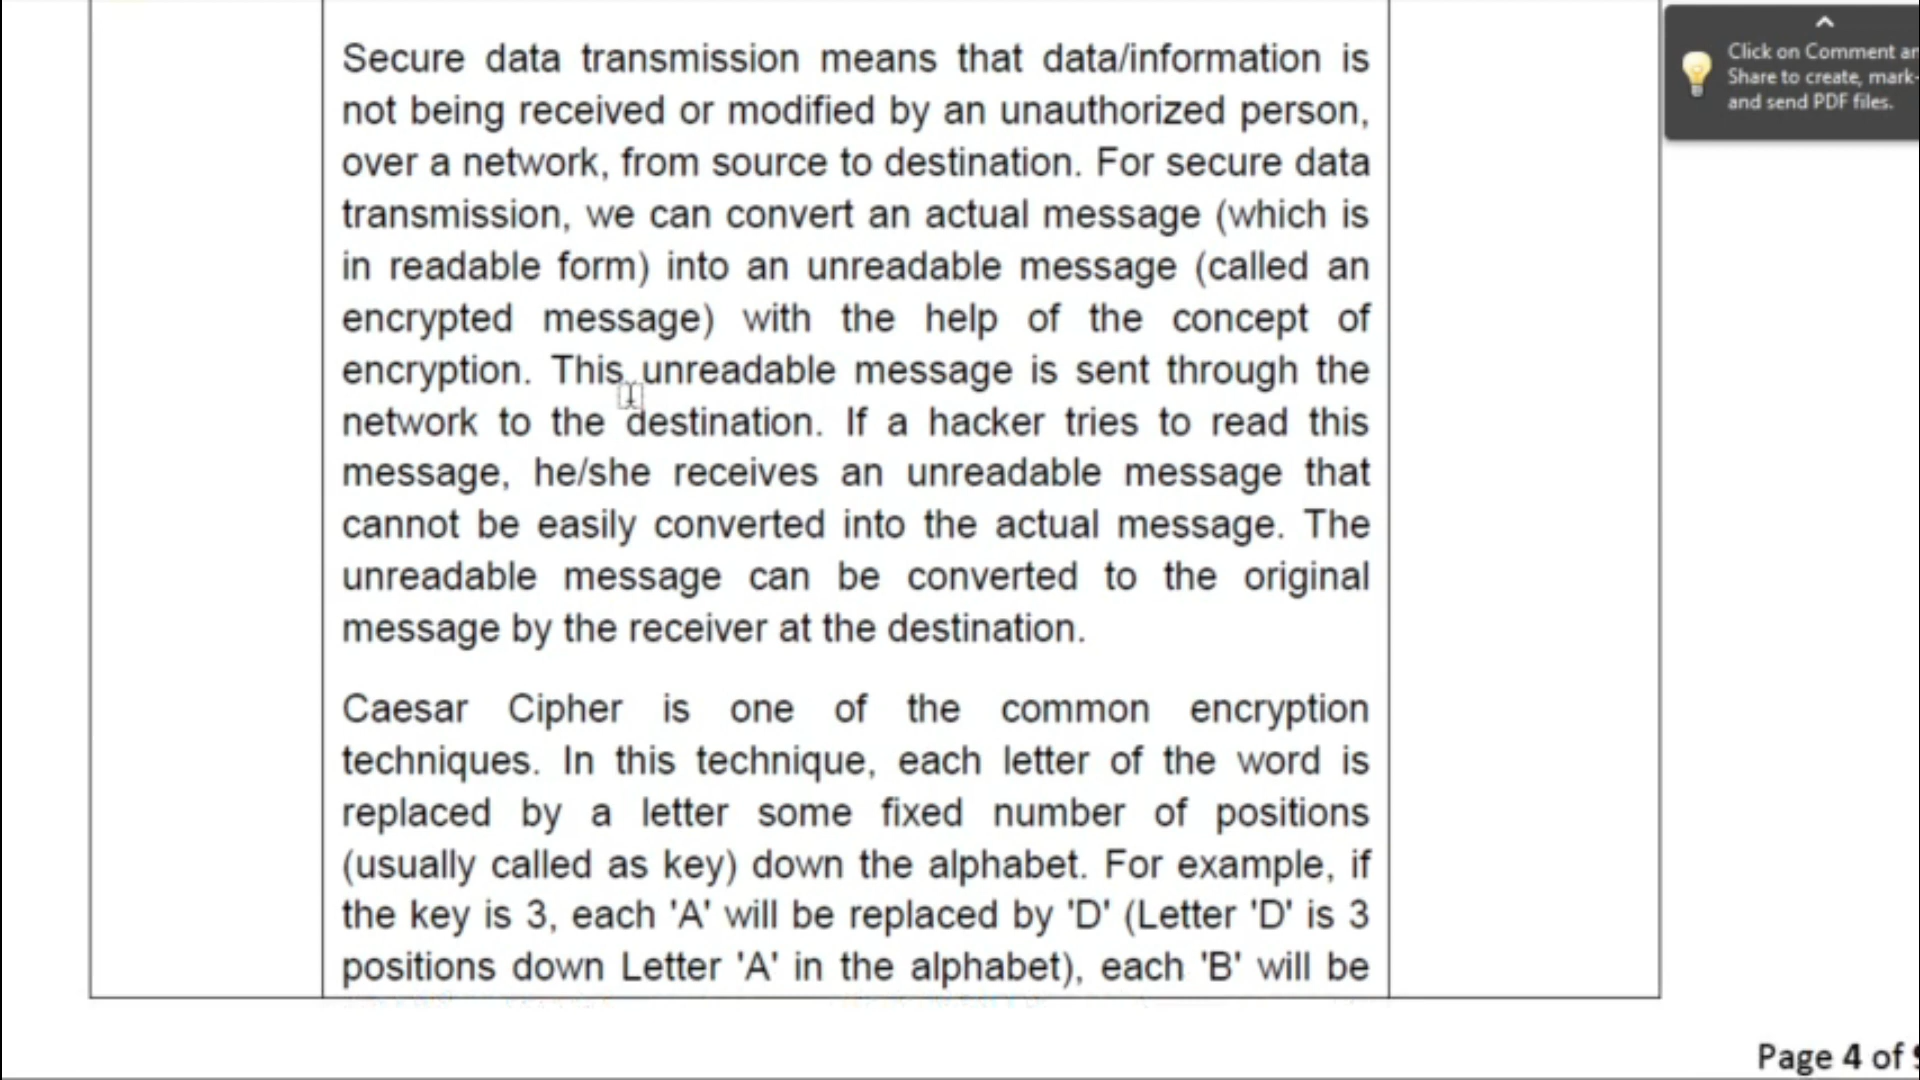 Secure data transmission means that data/information is
not being received or modified by an unauthorized person,
over a network, from source to destination. For secure data
transmission, we can convert an actual message (which is
in readable form) into an unreadable message (called an
encrypted message) with the help of the concept of
encryption. This unreadable message is sent through the
network to the destination. If a hacker tries to read this
message, he/she receives an unreadable message that
cannot be easily converted into the actual message. The
unreadable message can be converted to the original
message by the receiver at the destination.
Caesar Cipher is one of the common encryption
techniques. In this technique, each letter of the word is
replaced by a letter some fixed number of positions
(usually called as key) down the alphabet. For example, if
the key is 3, each 'A' will be replaced by 'D' (Letter 'D' is 3
positions down Letter 'A' in the alphabet), each 'B' will be
Click on Comment an
Share to create, mark-
and send PDF files.
Page 4 of